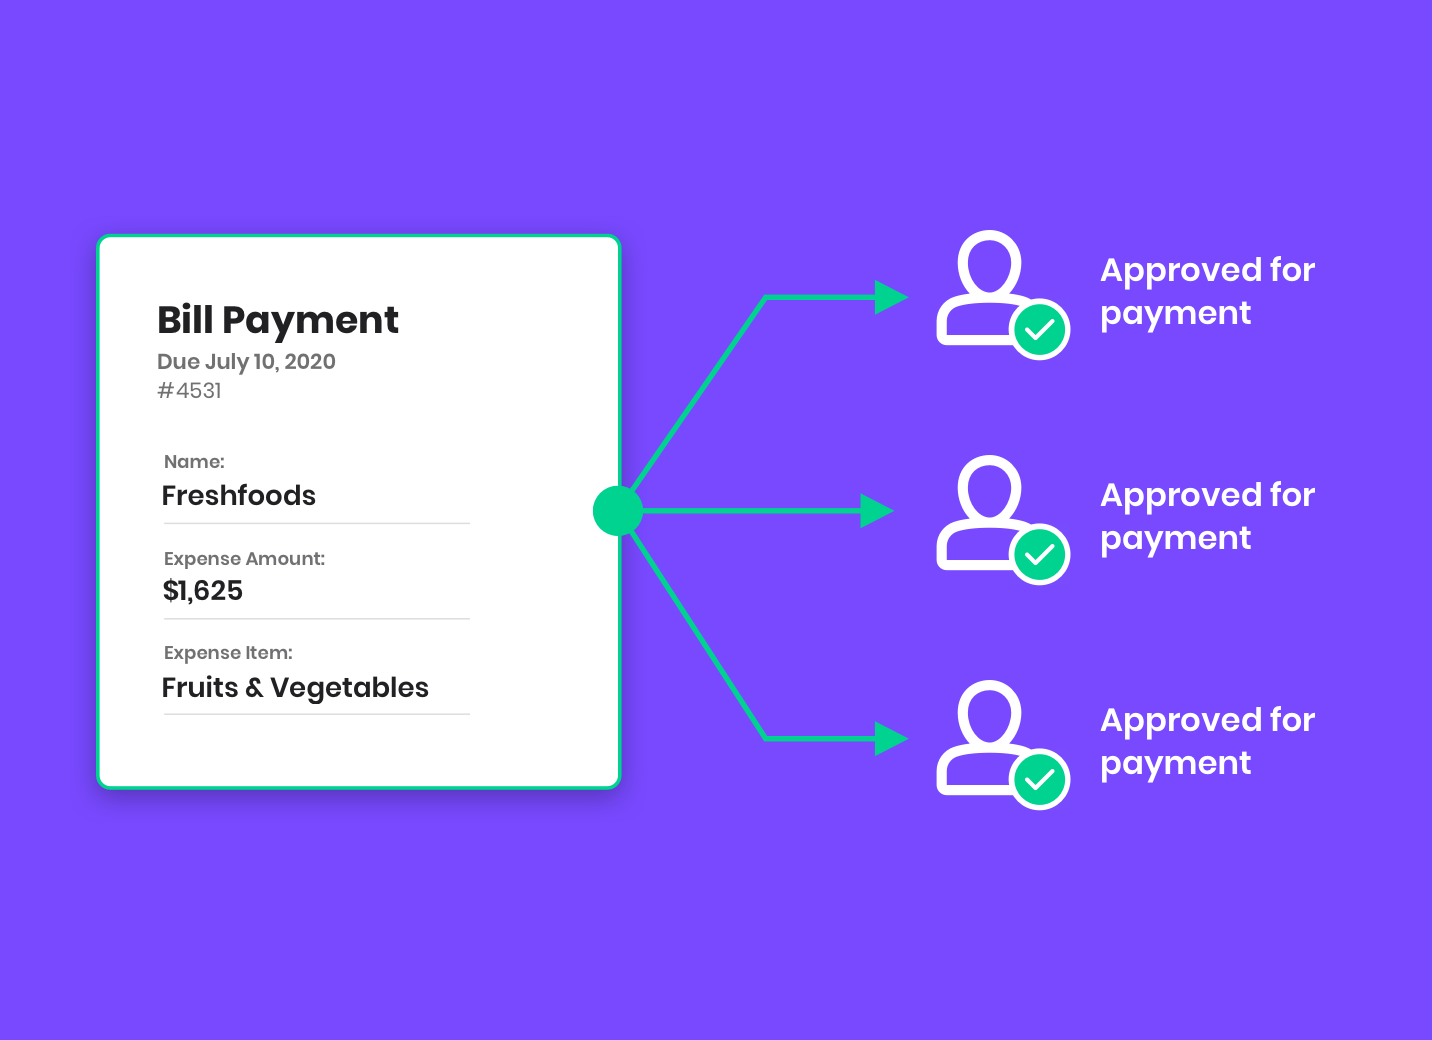 Bill Payment
Due July 10, 2020
#4531
Name:
Freshfoods
Expense Amount:
$1,625
Expense Item:
Fruits & Vegetables
Approved for
payment
Approved for
payment
Approved for
payment